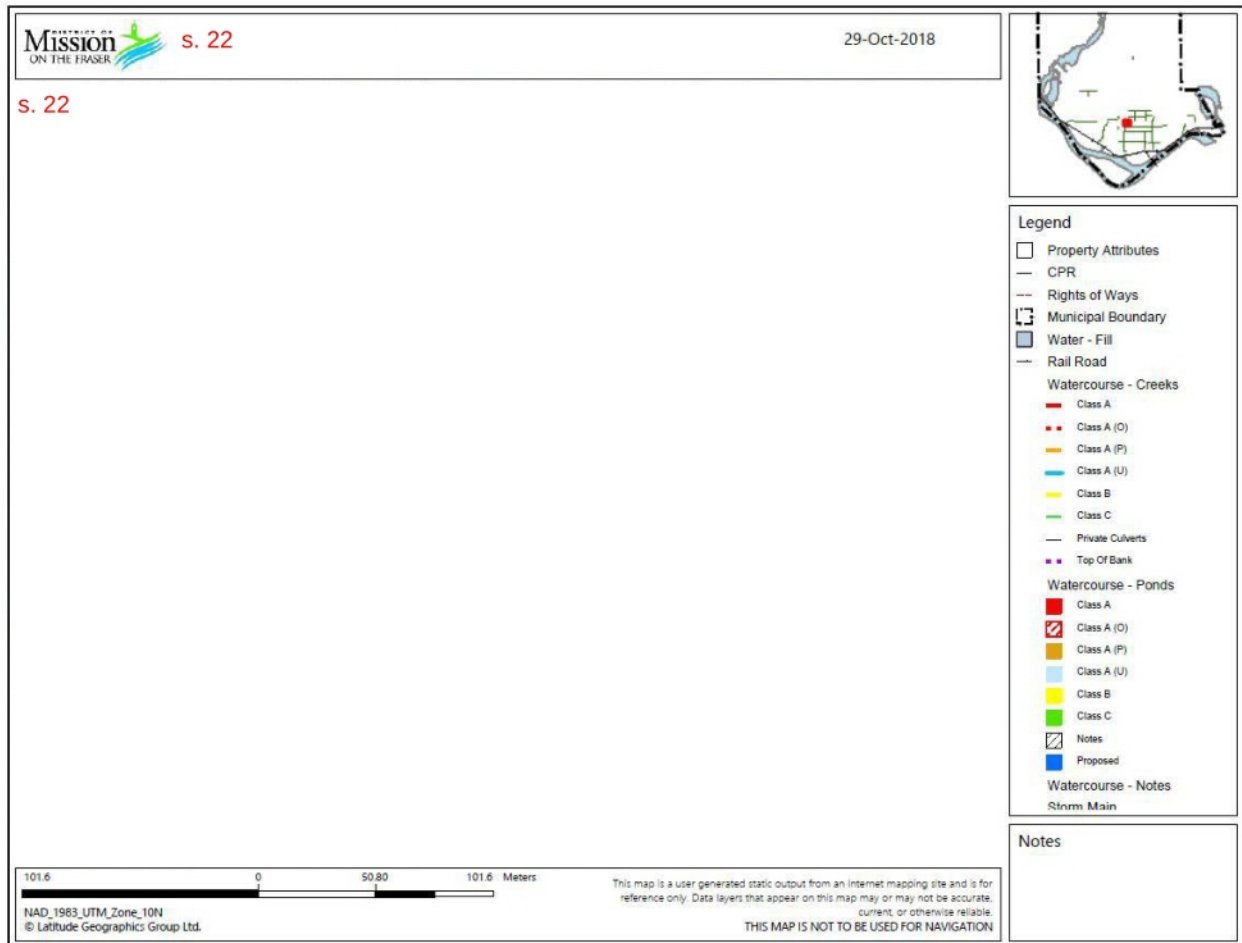 DISTRICT OF
Mission
ON THE FRASER
s. 22
29-Oct-2018
s. 22
Legend
Property Attributes
CPR
Rights of Ways
Municipal Boundary
Water - Fill
Rail Road
Watercourse - Creeks
Class A
Class A (O)
Class A (P)
Class A (U)
Class B
Class C
Private Culverts
Top Of Bank
Watercourse - Ponds
Class A
Class A (O)
Class A (P)
Class A (U)
Class B
Class C
Notes
Proposed
Watercourse - Notes
Storm Main
Notes
101.6 0 50.80 101.6 Meters
NAD_1983_UTM_Zone_10N
© Latitude Geographics Group Ltd.
This map is a user generated static output from an Internet mapping site and is for
reference only. Data layers that appear on this map may or may not be accurate,
current, or otherwise reliable.
THIS MAP IS NOT TO BE USED FOR NAVIGATION